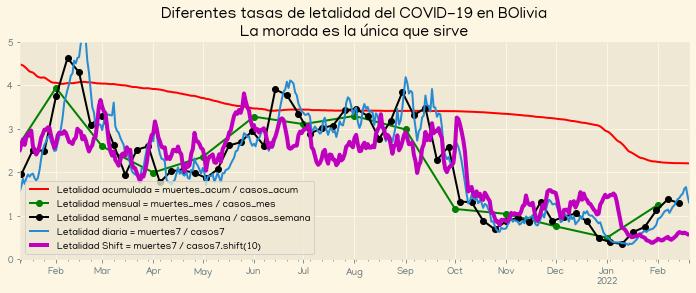 Diferentes tasas de letalidad del COVID-19 en BOlivia
La morada es la única que sirve
5
4
3
2
1
0
Letalidad acumulada = muertes_acum / casos_acum
Letalidad mensual = muertes_mes / casos_mes
Letalidad semanal = muertes_semana / casos_semana
Letalidad diaria = muertes7 / casos7
Letalidad Shift = muertes7 / casos7.shift(10)
Feb Mar Apr May Jun Jul Aug Sep Oct Nov Dec Jan Feb
2022